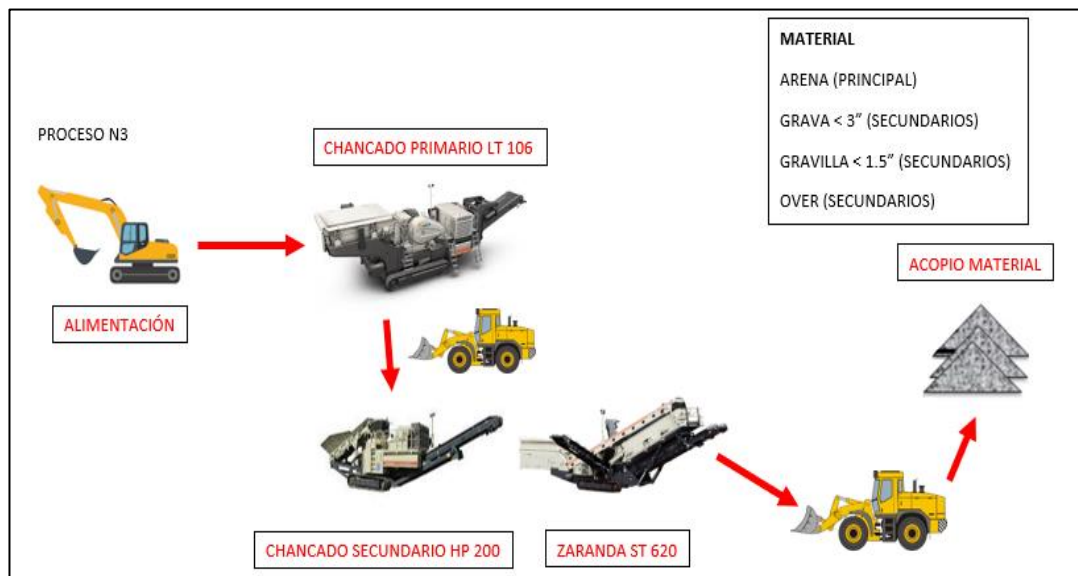 PROCESO N3
ALIMENTACIÓN
CHANCADO PRIMARIO LT 106
CHANCADO SECUNDARIO HP 200
ZARANDA ST 620
ACOPIO MATERIAL
MATERIAL
ARENA (PRINCIPAL)
GRAVA < 3” (SECUNDARIOS)
GRAVILLA < 1.5” (SECUNDARIOS)
OVER (SECUNDARIOS)